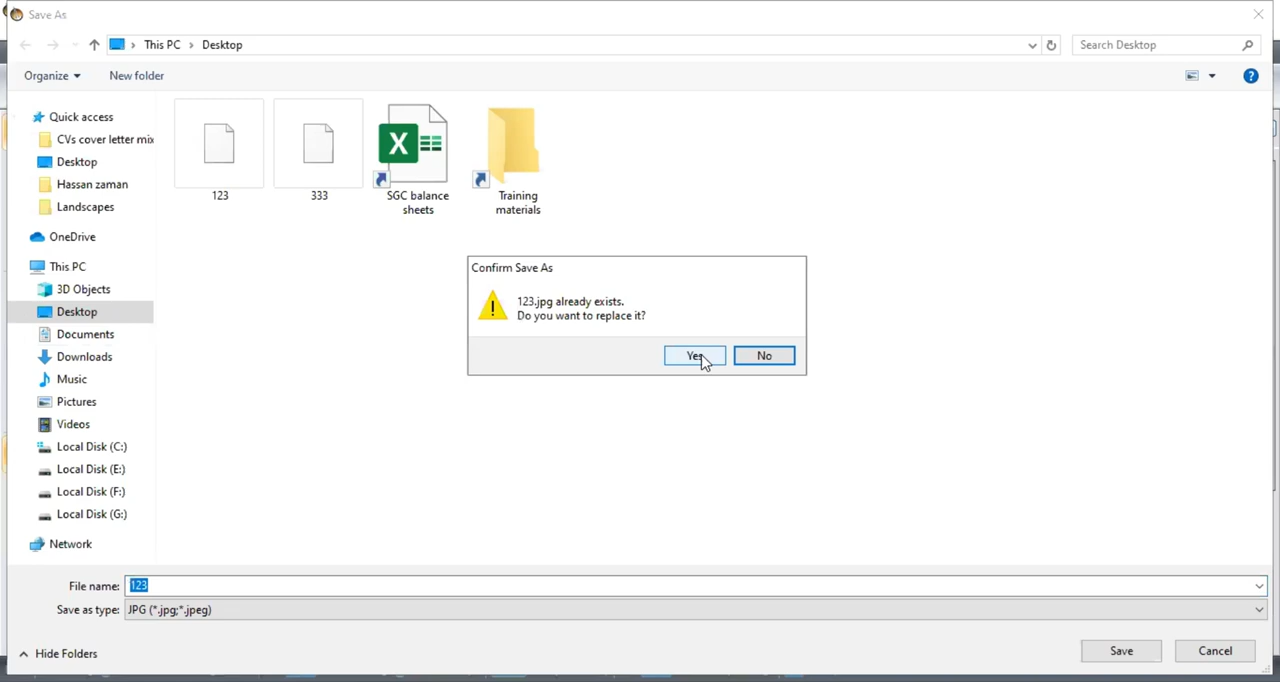 Save As
This PC > Desktop
Search Desktop
Organize
New folder
Quick access
CVs cover letter mix
Desktop
Hassan zaman
Landscapes
OneDrive
This PC
3D Objects
Desktop
Documents
Downloads
Music
Pictures
Videos
Local Disk (C:)
Local Disk (E:)
Local Disk (F:)
Local Disk (G:)
Network
123
333
SGC balance
sheets
Training
materials
Confirm Save As
123.jpg already exists.
Do you want to replace it?
Yes
No
File name: 123
Save as type: JPG (*.jpg;*.jpeg)
Hide Folders
Save
Cancel